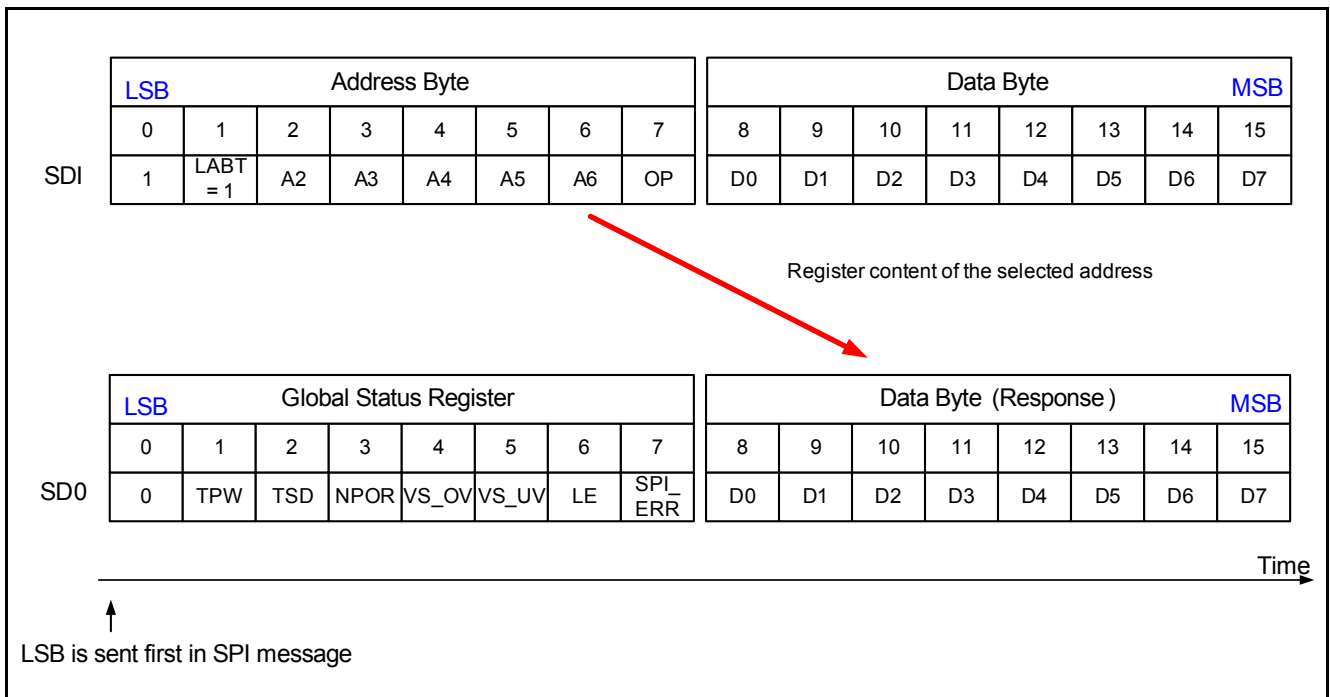 LSB Address Byte Data Byte MSB
0 1 2 3 4 5 6 7 8 9 10 11 12 13 14 15
SDI 1 LABT = 1 A2 A3 A4 A5 A6 OP D0 D1 D2 D3 D4 D5 D6 D7
Register content of the selected address
LSB Global Status Register Data Byte (Response) MSB
0 1 2 3 4 5 6 7 8 9 10 11 12 13 14 15
SD0 0 TPW TSD NPOR VS_OV VS_UV LE SPI_ERR D0 D1 D2 D3 D4 D5 D6 D7
Time
LSB is sent first in SPI message